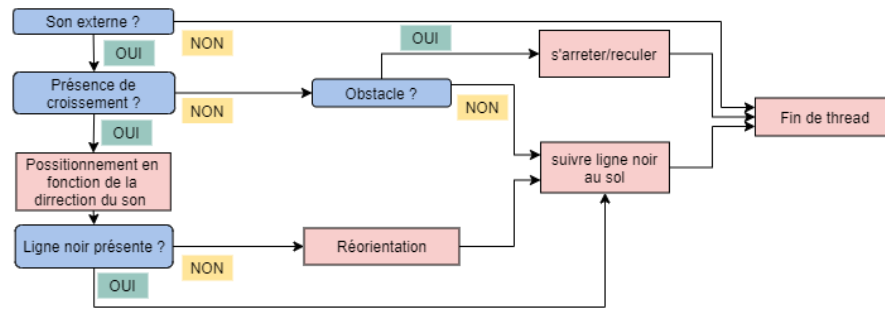 Son externe ?
NON
OUI
OUI
s'arreter/reculer
Présence de
croissement ?
NON
Obstacle ?
NON
Fin de thread
OUI
Possitionnement en
fonction de la
dirrection du son
suivre ligne noir
au sol
Ligne noir présente ?
NON
Réorientation
OUI